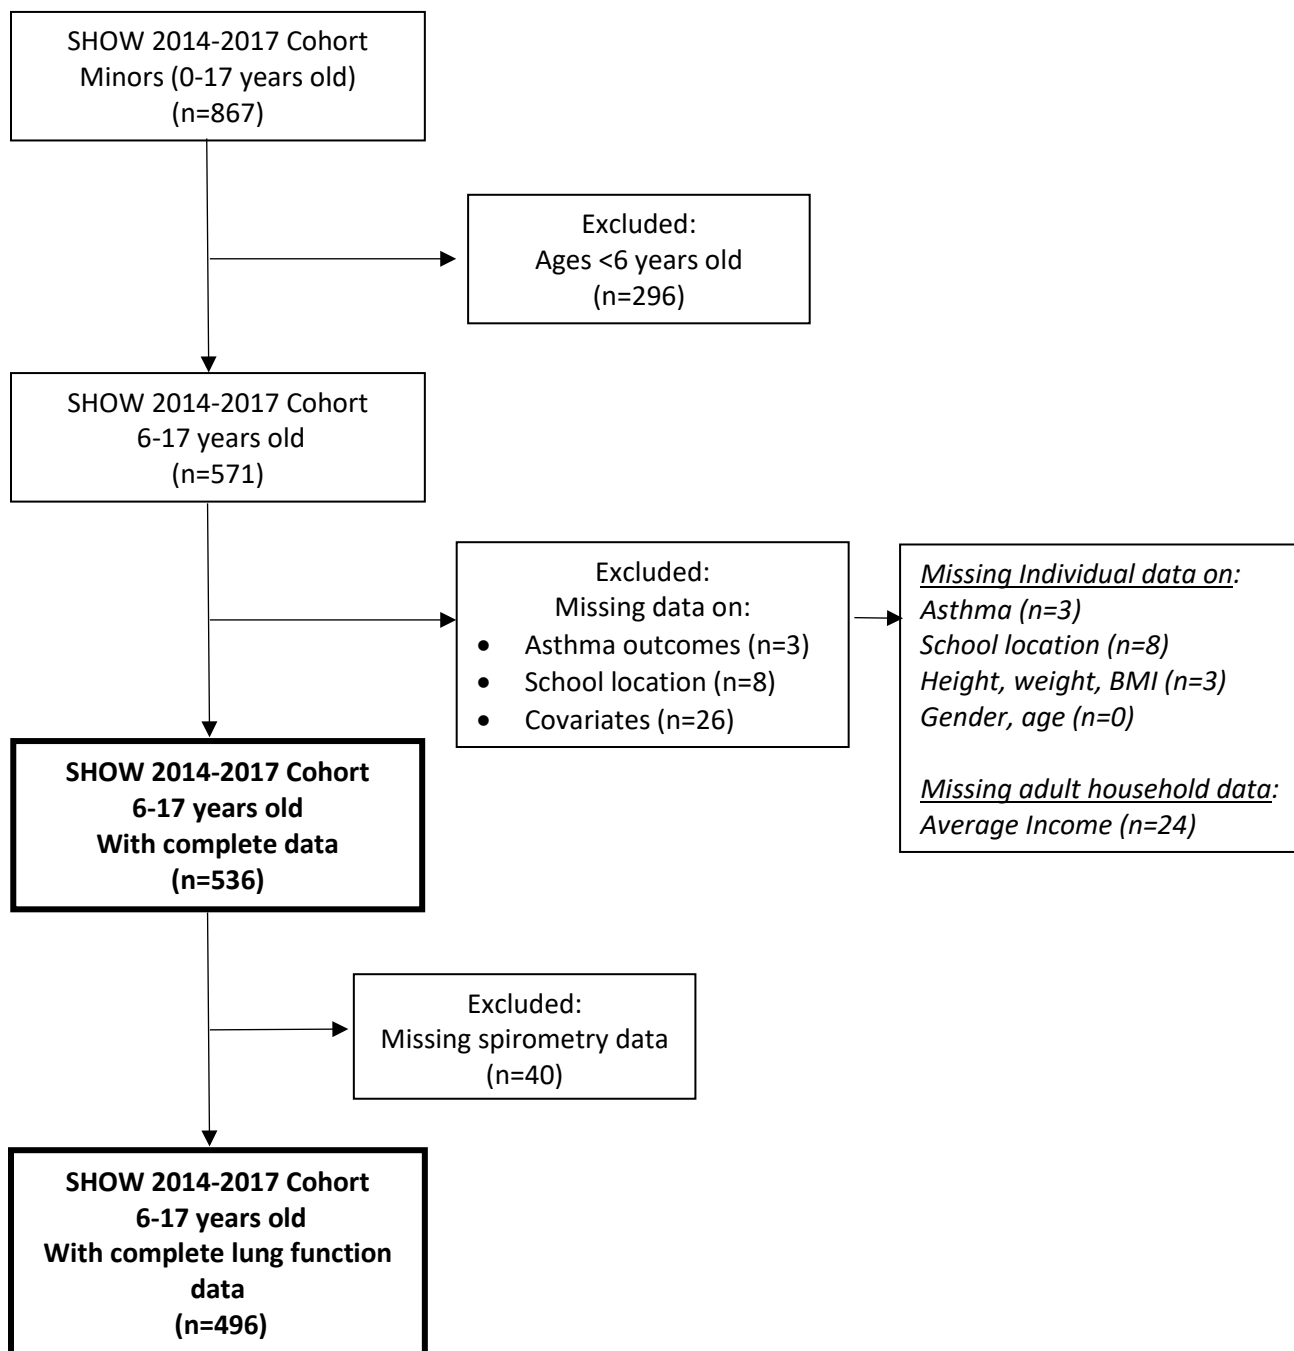 SHOW 2014-2017 Cohort
Minors (0-17 years old)
(n=867)
Excluded:
Ages <6 years old
(n=296)
SHOW 2014-2017 Cohort
6-17 years old
(n=571)
Excluded:
Missing data on:
• Asthma outcomes (n=3)
• School location (n=8)
• Covariates (n=26)
Missing Individual data on:
Asthma (n=3)
School location (n=8)
Height, weight, BMI (n=3)
Gender, age (n=0)
Missing adult household data:
Average Income (n=24)
SHOW 2014-2017 Cohort
6-17 years old
With complete data
(n=536)
Excluded:
Missing spirometry data
(n=40)
SHOW 2014-2017 Cohort
6-17 years old
With complete lung function
data
(n=496)